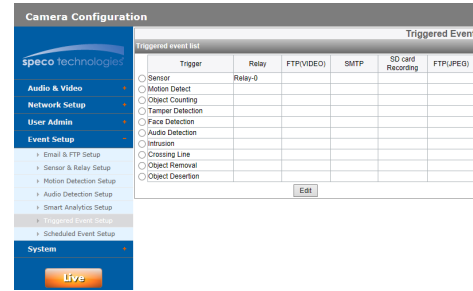 Camera Configuration
Triggered Event
Triggered event list
Trigger Relay FTP(VIDEO) SMTP SD card Recording FTP(JPEG)
Sensor Relay-0
Motion Detect
Object Counting
Tamper Detection
Face Detection
Audio Detection
Intrusion
Crossing Line
Object Removal
Object Desertion
Edit
speco technologies
Audio & Video +
Network Setup +
User Admin +
Event Setup -
Email & FTP Setup
Sensor & Relay Setup
Motion Detection Setup
Audio Detection Setup
Smart Analytics Setup
Triggered Event Setup
Scheduled Event Setup
System +
Live